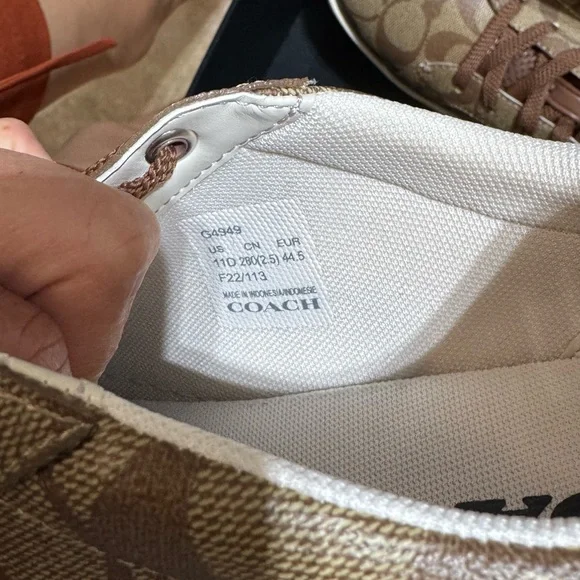 G4949
US CN EUR
11D 280(2.5) 44.5
F22/113
MADE IN INDONESIA/INDONESIE
COACH